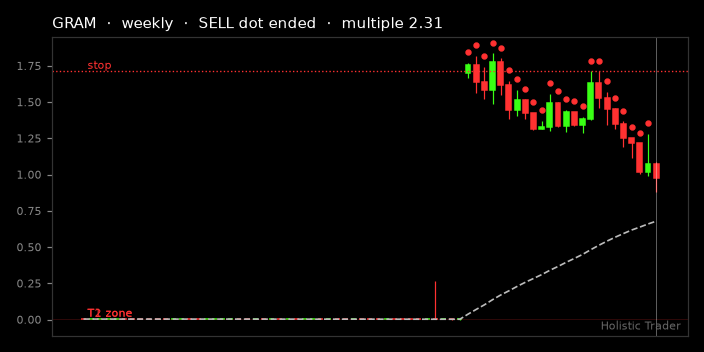 GRAM · weekly · SELL dot ended · multiple 2.31
stop
1.75
1.50
1.25
1.00
0.75
0.50
0.25
0.00
zone
Holistic Trader